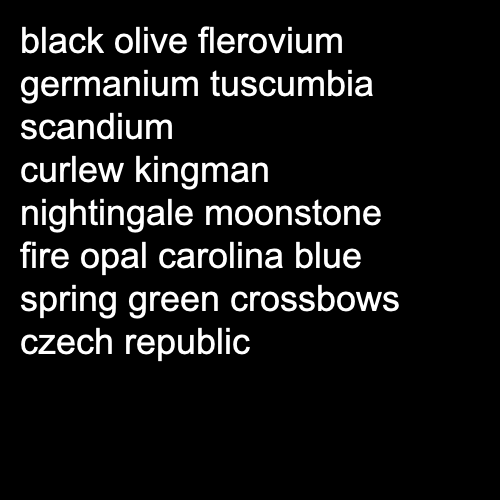 black olive flerovium
germanium tuscumbia
scandium
curlew kingman
nightingale moonstone
fire opal carolina blue
spring green crossbows
czech republic